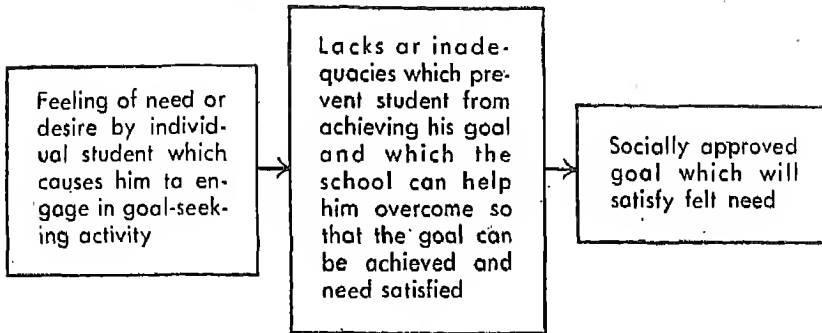 Feeling of need or
desire by individ-
ual student which
causes him ta en-
gage in goal-seek-
ing activity
Lacks ar inade-
quacies which pre-
vent student from
achieving his goal
and which the
school can help
him overcome so
that the goal can
be achieved and
need satisfied
Socially approved
goal which will
satisfy felt need